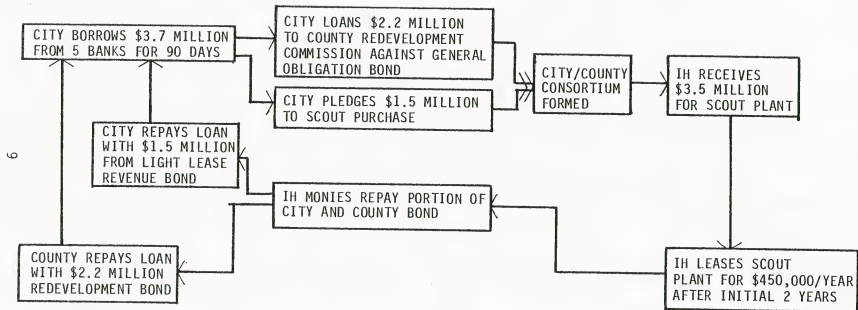 CITY BORROWS $3.7 MILLION
FROM 5 BANKS FOR 90 DAYS
CITY LOANS $2.2 MILLION
TO COUNTY REDEVELOPMENT
COMMISSION AGAINST GENERAL
OBLIGATION BOND
CITY PLEDGES $1.5 MILLION
TO SCOUT PURCHASE
CITY/COUNTY
CONSORTIUM
FORMED
IH RECEIVES
$3.5 MILLION
FOR SCOUT PLANT
CITY REPAYS LOAN
WITH $1.5 MILLION
FROM LIGHT LEASE
REVENUE BOND
9
IH MONIES REPAY PORTION OF
CITY AND COUNTY BOND
COUNTY REPAYS LOAN
WITH $2.2 MILLION
REDEVELOPMENT BOND
IH LEASES SCOUT
PLANT FOR $450,000/YEAR
AFTER INITIAL 2 YEARS